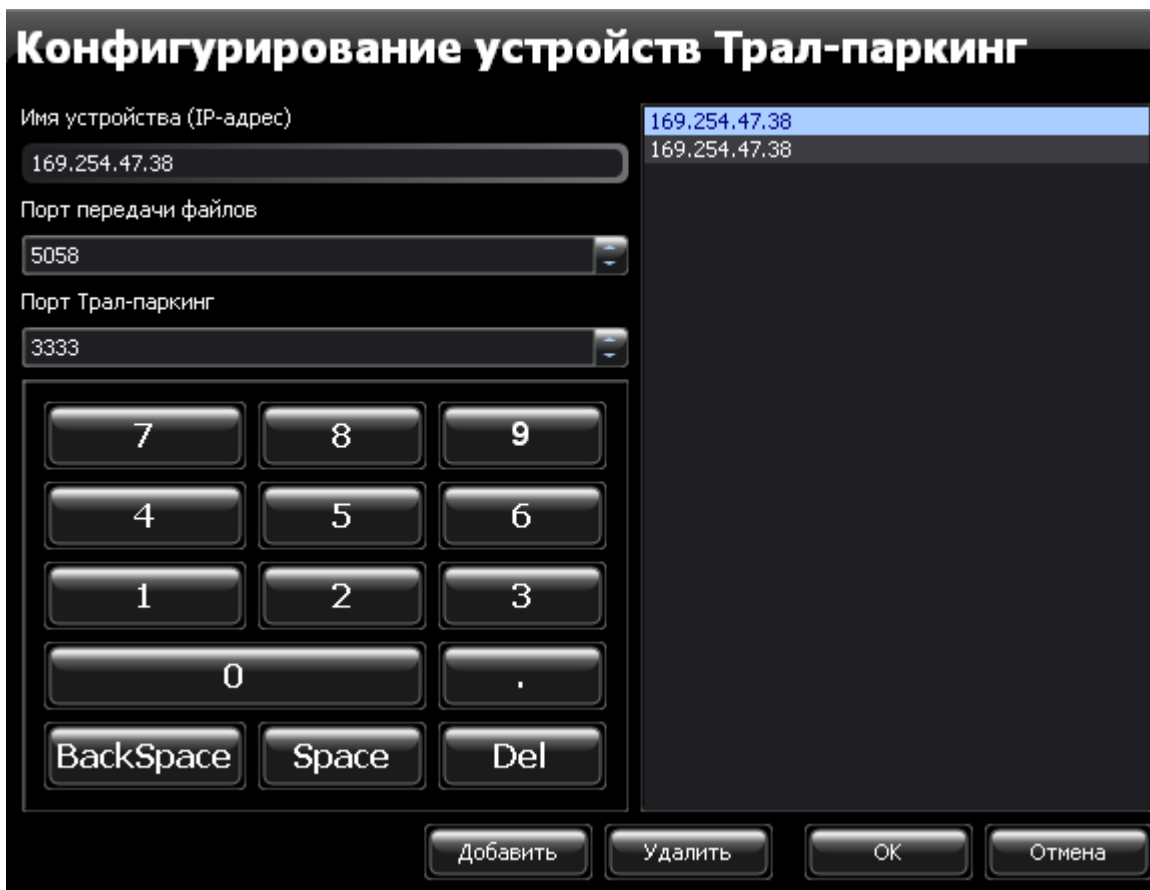 Конфигурирование устройств Трал-паркинг
Имя устройства (IP-адрес)
169.254.47.38
Порт передачи файлов
5058
Порт Трал-паркинг
3333
7 8 9
4 5 6
1 2 3
0 .
BackSpace Space Del
169.254.47.38
169.254.47.38
Добавить Удалить ОК Отмена